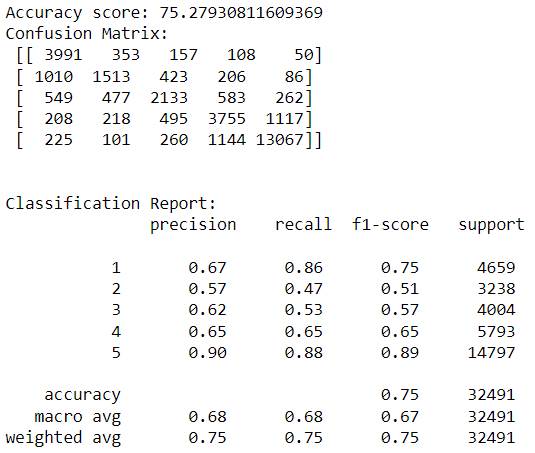 Accuracy score: 75.27930811609369
Confusion Matrix:
[[ 3991 353 157 108 50]
[ 1010 1513 423 206 86]
[ 549 477 2133 583 262]
[ 208 218 495 3755 1117]
[ 225 101 260 1144 13067]]
Classification Report:
precision recall f1-score support
1 0.67 0.86 0.75 4659
2 0.57 0.47 0.51 3238
3 0.62 0.53 0.57 4004
4 0.65 0.65 0.65 5793
5 0.90 0.88 0.89 14797
accuracy 0.75 32491
macro avg 0.68 0.68 0.67 32491
weighted avg 0.75 0.75 0.75 32491